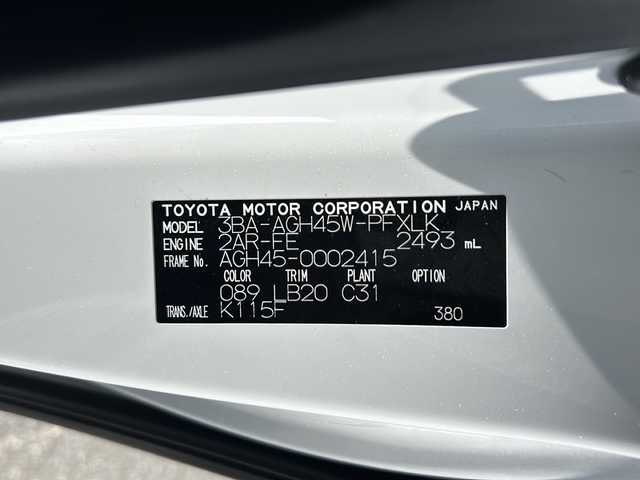 TOYOTA MOTOR CORPORATION JAPAN
MODEL 3BA-AGH45W-PFXLK
ENGINE 2AR-FE 2493 mL
FRAME No. AGH45-0002415
COLOR TRIM PLANT OPTION
089 LB20 C31
TRANS./AXLE K115F 380